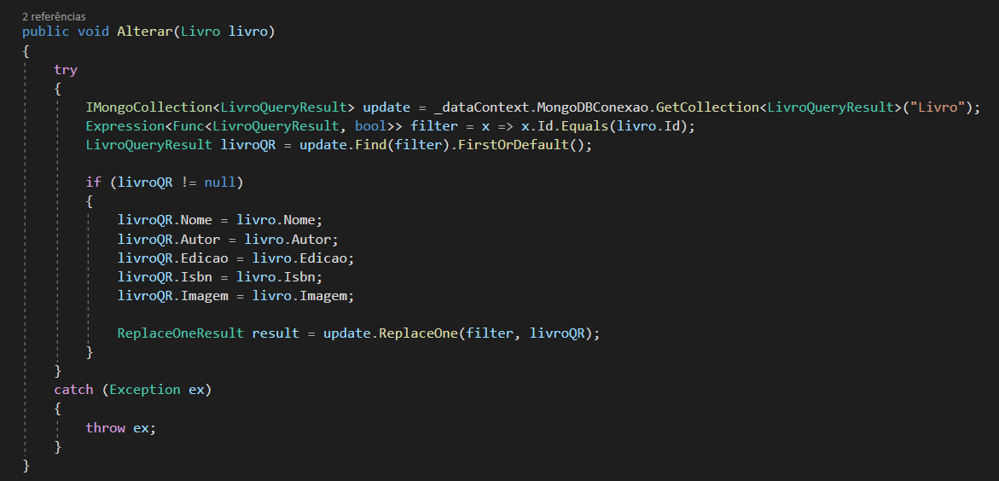 2 referências
public void Alterar(Livro livro)
{
try
{
IMongoCollection<LivroQueryResult> update = _dataContext.MongoDBConexao.GetCollection<LivroQueryResult>("Livro");
Expression<Func<LivroQueryResult, bool>> filter = x => x.Id.Equals(livro.Id);
LivroQueryResult livroQR = update.Find(filter).FirstOrDefault();
if (livroQR != null)
{
livroQR.Nome = livro.Nome;
livroQR.Autor = livro.Autor;
livroQR.Edicao = livro.Edicao;
livroQR.Isbn = livro.Isbn;
livroQR.Imagem = livro.Imagem;
ReplaceOneResult result = update.ReplaceOne(filter, livroQR);
}
}
catch (Exception ex)
{
throw ex;
}
}